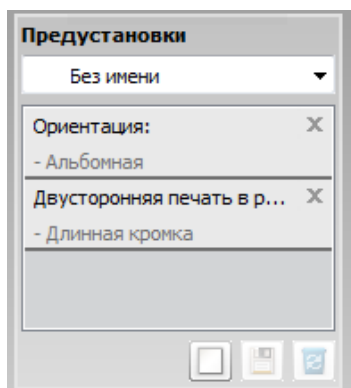 Предустановки
Без имени
Ориентация:
- Альбомная
Двусторонняя печать в р...
- Длинная кромка